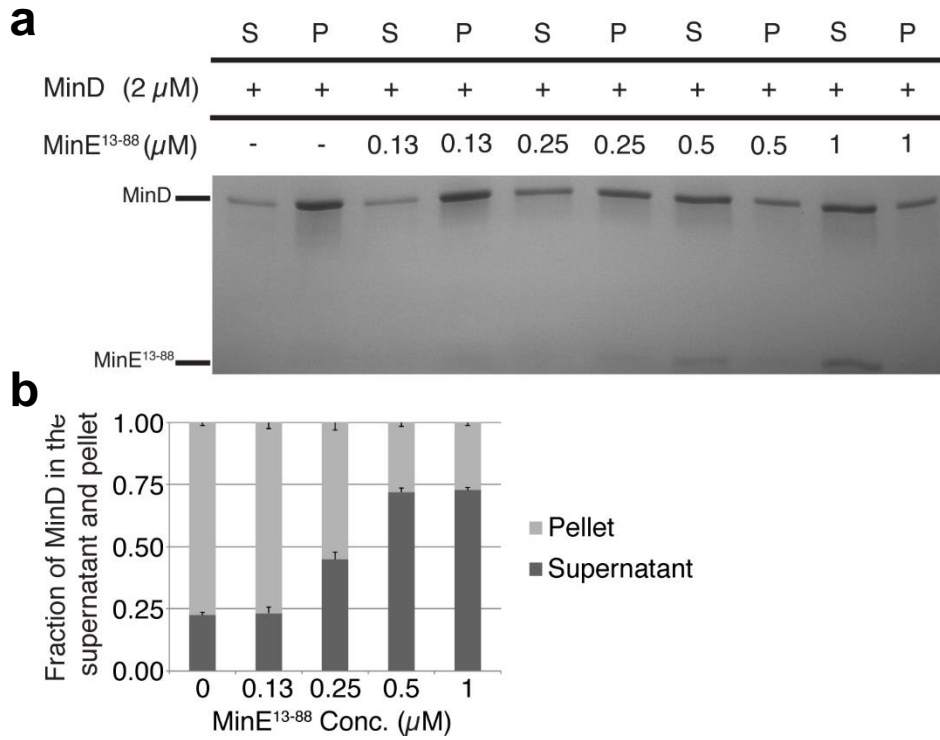 a
S P S P S P S P S P
MinD (2 μM) + + + + + + + + + +
MinE13-88 (μM) - - 0.13 0.13 0.25 0.25 0.5 0.5 1 1
MinD
MinE13-88
b
Fraction of MinD in the
supernatant and pellet
1.00
0.75
0.50
0.25
0.00
0 0.13 0.25 0.5 1
MinE13-88 Conc. (μM)
Pellet
Supernatant